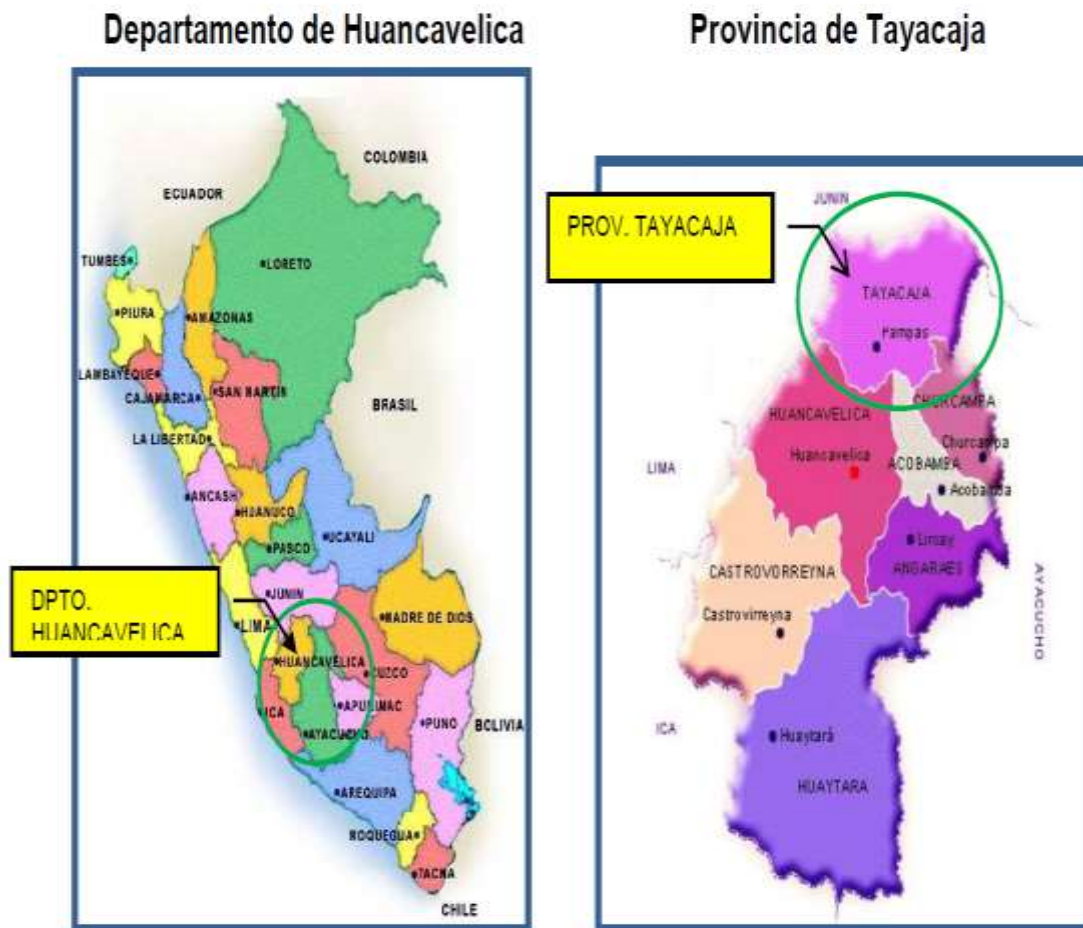 Departamento de Huancavelica
Provincia de Tayacaja
COLOMBIA
ECUADOR
TUMBES
LORETO
PIURA
AMAZONAS
LAMBAYEQUE
SAN MARTIN
CAJAMARCA
BRASIL
LA LIBERTAD
ANCASH
HUANUCO
UCAYALI
PASCO
JUNIN
MADRE DE DIOS
DPTO.
HUANCAVELICA
LIMA
HUANCAVELICA
CUZCO
ICA
APURIMAC
PUNO
BOLIVIA
AYACUCHO
AREQUIPA
MOQUEGUA
TACNA
CHILE
JUNIN
PROV. TAYACAJA
TAYACAJA
Pampas
HUANCAVELICA
CHURCAMPA
Churcampa
Huancavelica
LIMA
ACOBAMBA
Acobamba
Lircay
ANGARAES
CASTROVORREYNA
Castrovirreyna
AYACUCHO
ICA
Huaytará
HUAYTARA